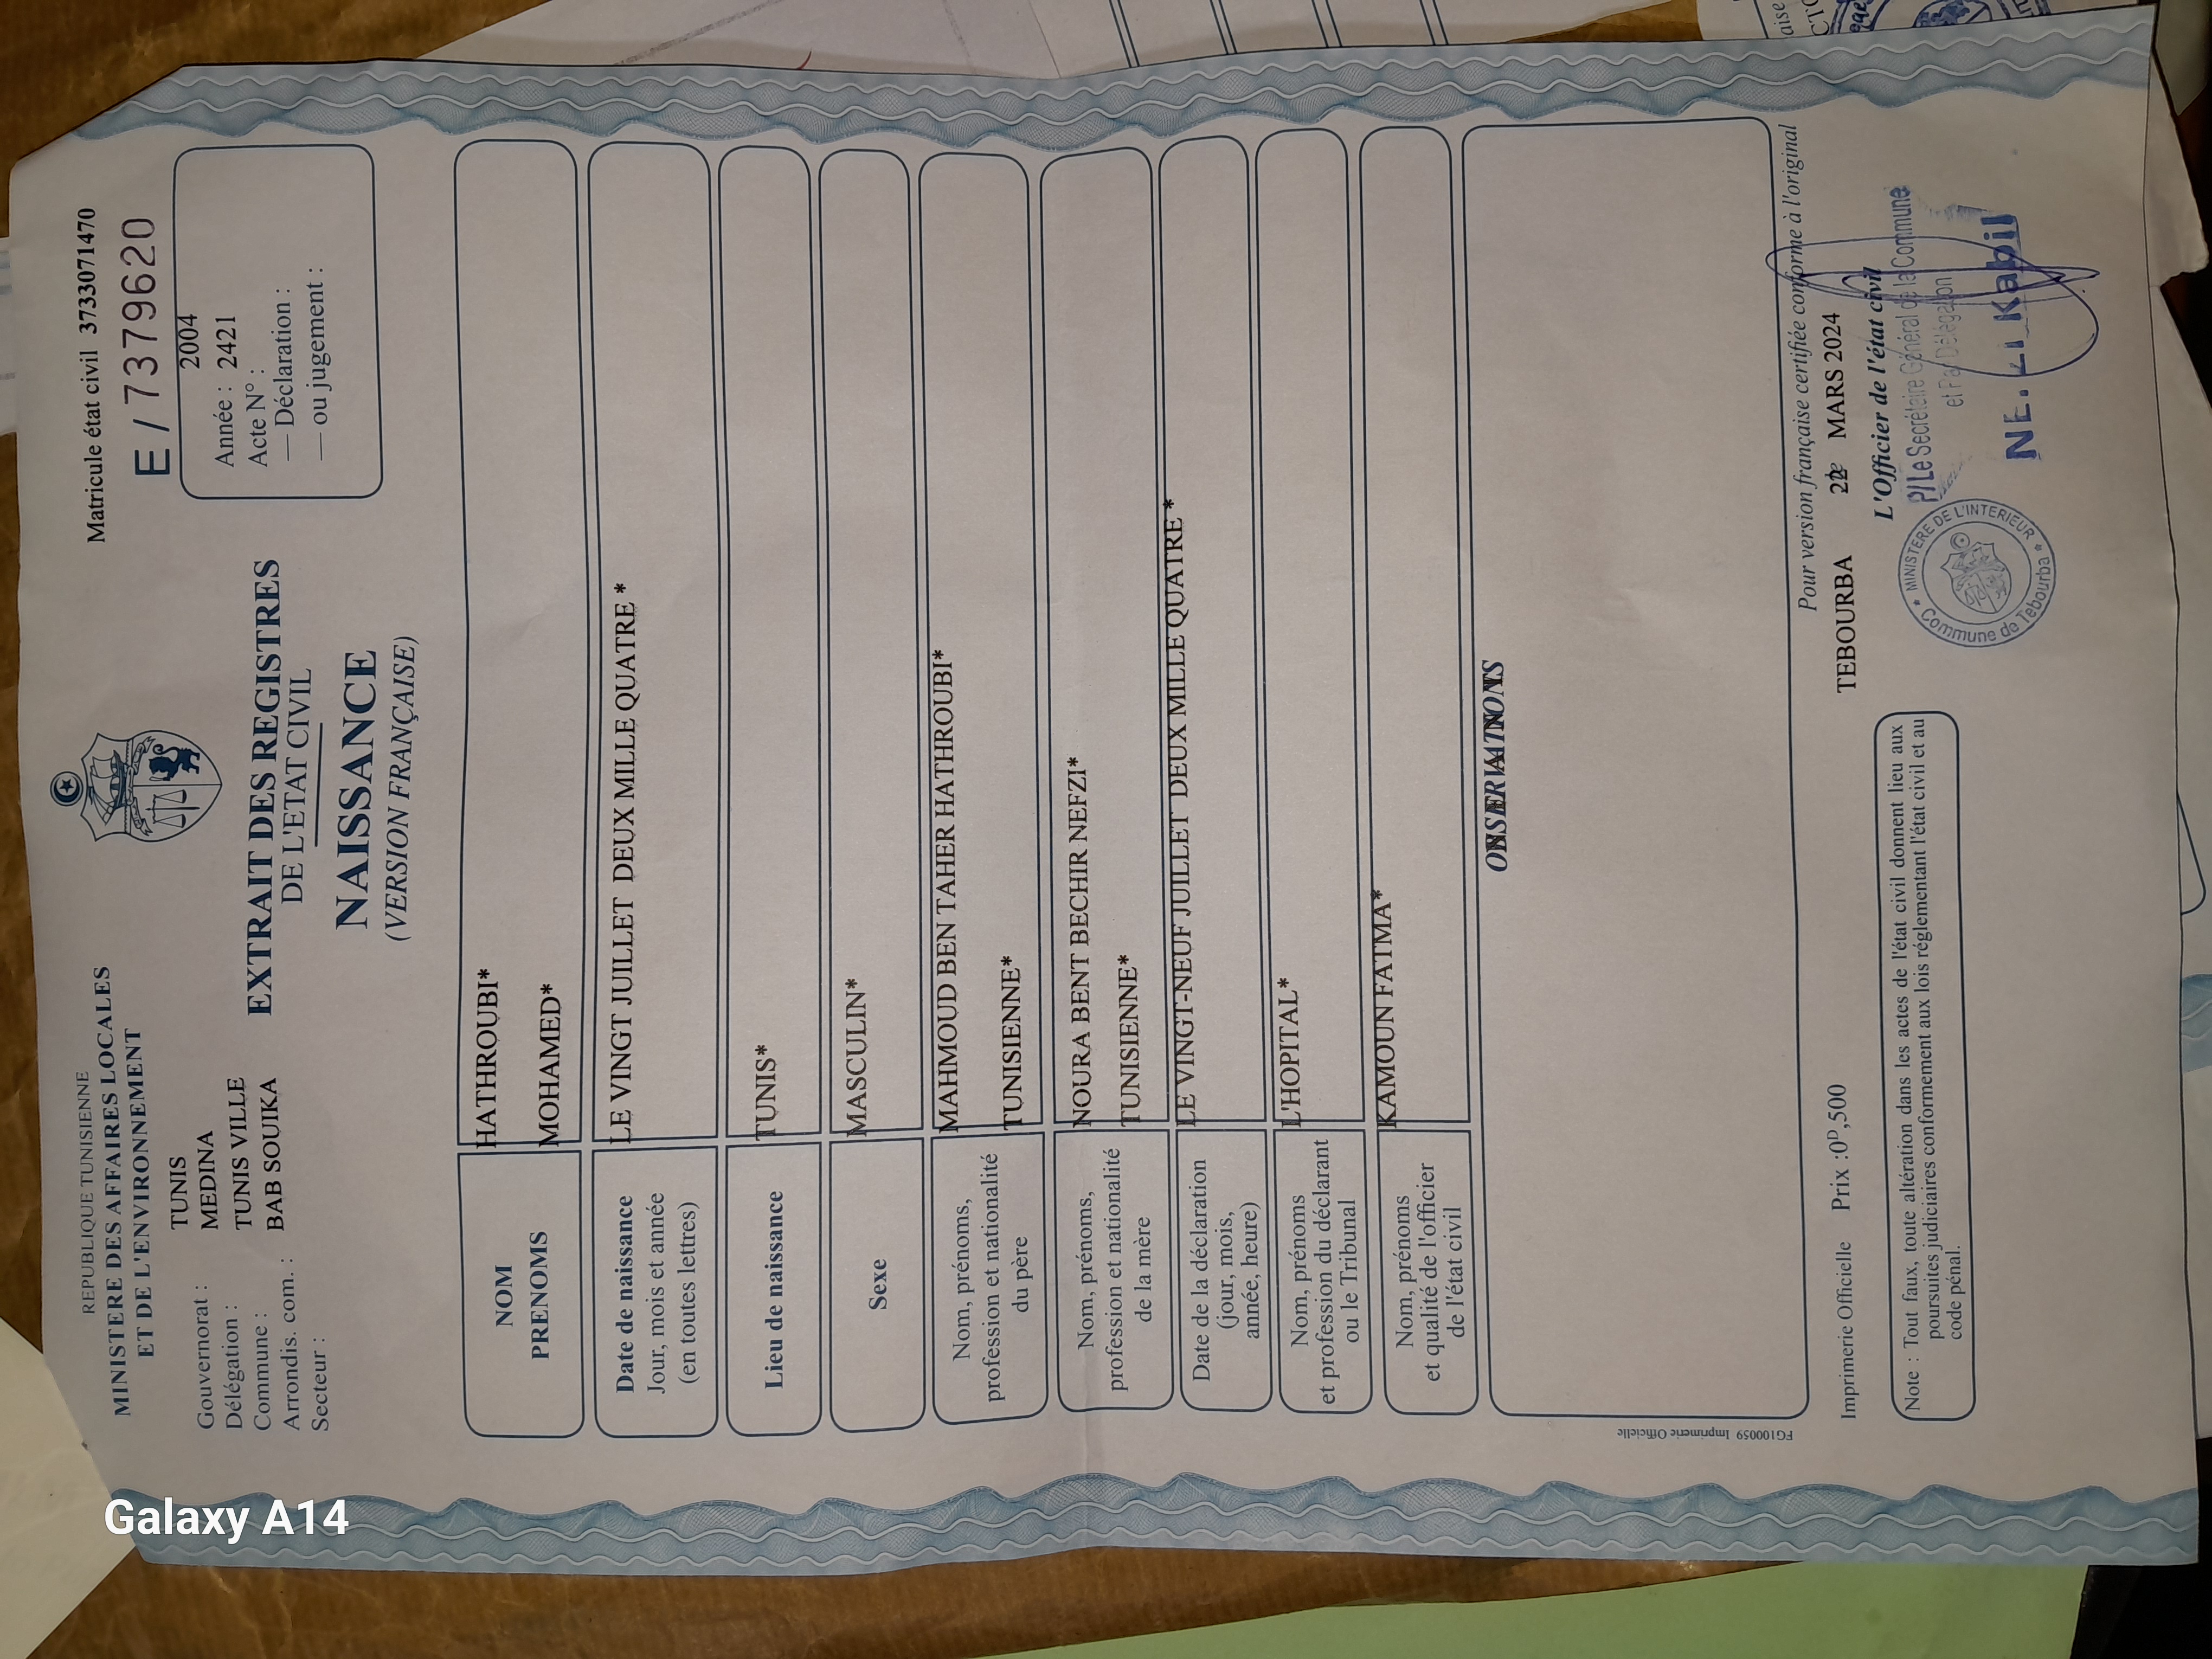 REPUBLIQUE TUNISIENNE
MINISTERE DES AFFAIRES LOCALES
ET DE L'ENVIRONNEMENT
Gouvernorat : TUNIS
Délégation : MEDINA
Commune : TUNIS VILLE
Arrondis. com. : BAB SOUIKA
Secteur :
EXTRAIT DES REGISTRES
DE L'ETAT CIVIL
NAISSANCE
(VERSION FRANÇAISE)
Matricule état civil 3733071470
E / 7379620
2004
Année : 2421
Acte N° :
— Déclaration :
— ou jugement :
NOM
PRENOMS
HATHROUBI*
MOHAMED*
Date de naissance
Jour, mois et année
(en toutes lettres)
LE VINGT JUILLET DEUX MILLE QUATRE *
Lieu de naissance
TUNIS*
Sexe
MASCULIN*
Nom, prénoms,
profession et nationalité
du père
MAHMOUD BEN TAHER HATHROUBI*
TUNISIENNE*
Nom, prénoms,
profession et nationalité
de la mère
NOURA BENT BECHIR NEFZI*
TUNISIENNE*
Date de la déclaration
(jour, mois,
année, heure)
LE VINGT-NEUF JUILLET DEUX MILLE QUATRE *
Nom, prénoms
et profession du déclarant
ou le Tribunal
L'HOPITAL*
Nom, prénoms
et qualité de l'officier
de l'état civil
KAMOUN FATMA*
OBSERVATIONS
FG100059 Imprimerie Officielle
Pour version française certifiée conforme à l'original
Imprimerie Officielle Prix :0D,500
TEBOURBA MARS 2024
L'Officier de l'état civil
P/Le Secrétaire Général de la Commune
et Délégation
Kabil
MINISTERE DE L'INTERIEUR
Commune de Tebourba
Note : Tout faux, toute altération dans les actes de l'état civil donnent lieu aux
poursuites judiciaires conformement aux lois réglementant l'état civil et au
code pénal.
Galaxy A14